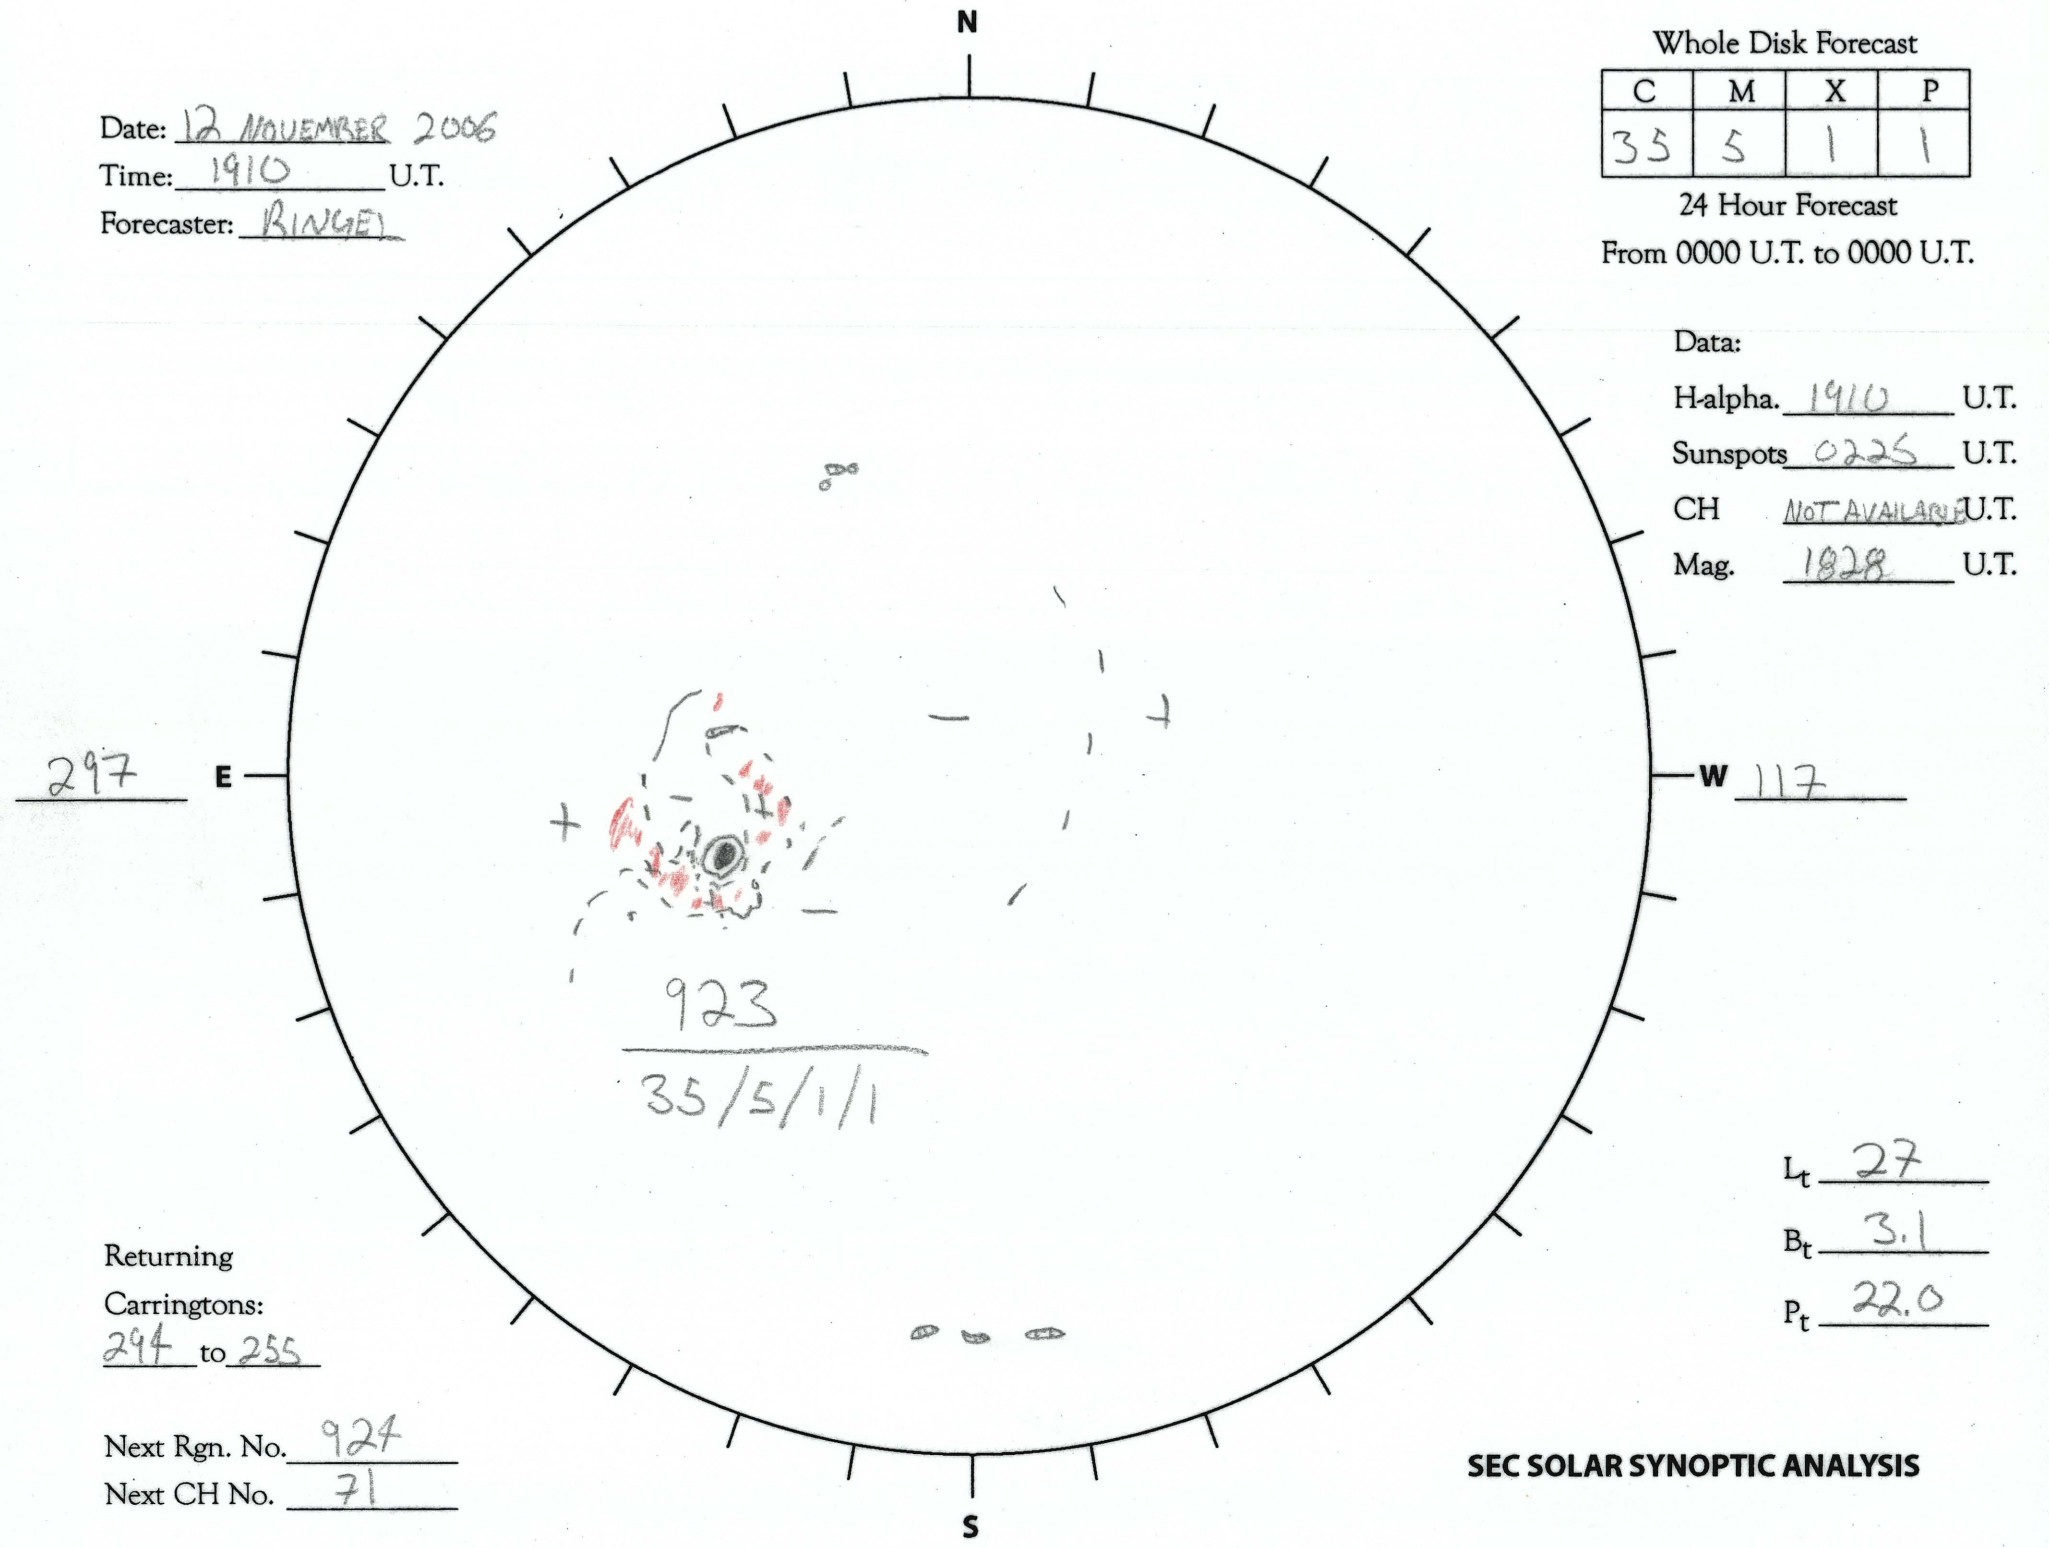 N
Whole Disk Forecast
C M X P
35 5 1 1
24 Hour Forecast
From 0000 U.T. to 0000 U.T.
Date: 12 NOVEMBER 2006
Time: 1910 U.T.
Forecaster: RINGEL
Data:
H-alpha. 1910 U.T.
Sunspots 0225 U.T.
CH NOT AVAILABLE U.T.
Mag. 1828 U.T.
− +
297 E
W 117
+ − +
−
923
35/5/1/1
Lt 27
Bt 3.1
Pt 22.0
Returning
Carringtons:
294 to 255
Next Rgn. No. 924
Next CH No. 71
SEC SOLAR SYNOPTIC ANALYSIS
S